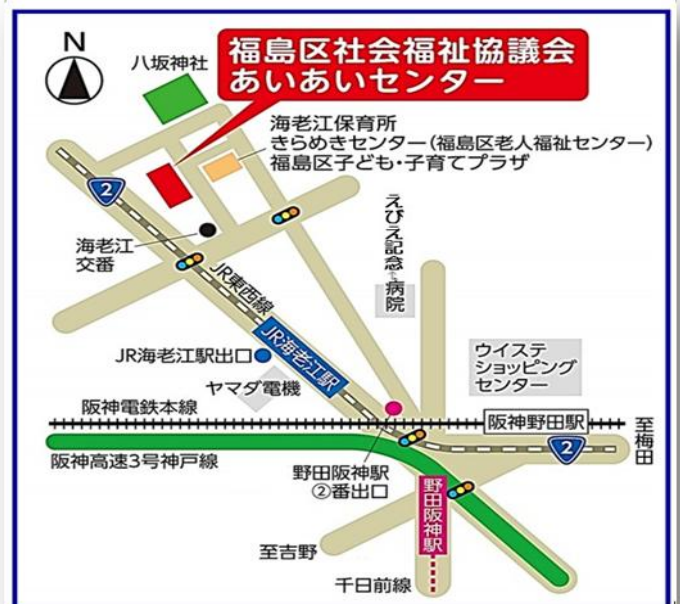 N
八坂神社
福島区社会福祉協議会
あいあいセンター
海老江保育所
きらめきセンター(福島区老人福祉センター)
福島区子ども・子育てプラザ
2
海老江
交番
えびえ記念病院
JR東西線
JR海老江駅
JR海老江駅出口
ヤマダ電機
ウイステ
ショッピング
センター
阪神電鉄本線
阪神野田駅
至梅田
2
阪神高速3号神戸線
野田阪神駅
②番出口
野田阪神駅
至吉野
千日前線